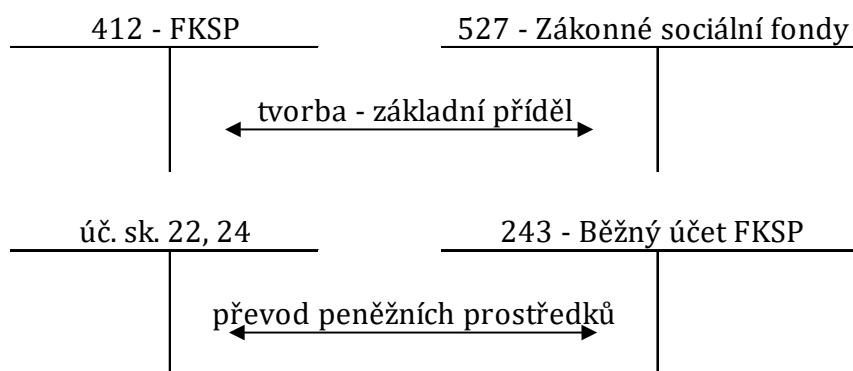 412 - FKSP
527 - Zákonné sociální fondy
tvorba - základní příděl
úč. sk. 22, 24
243 - Běžný účet FKSP
převod peněžních prostředků